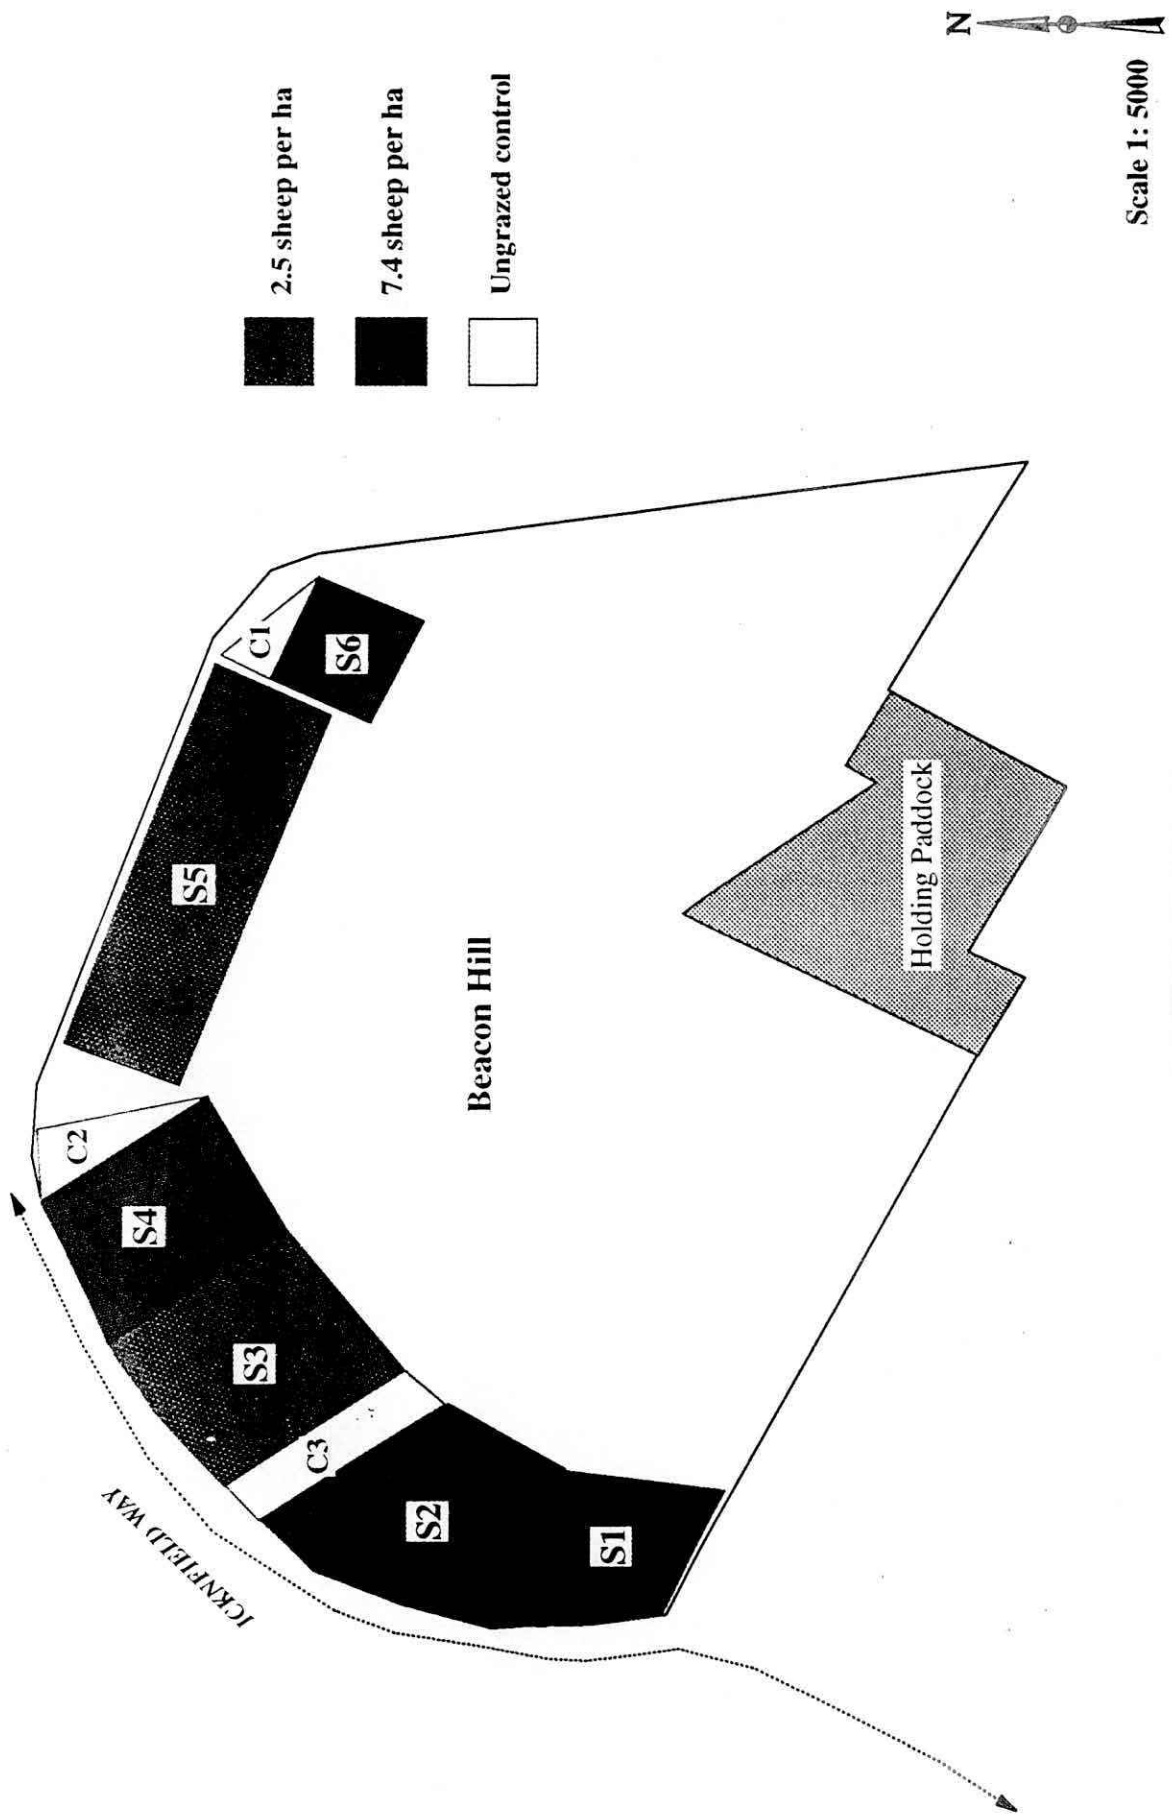 N
Scale 1: 5000
2.5 sheep per ha
7.4 sheep per ha
Ungrazed control
C1
S6
S5
C2
S4
S3
C3
S2
S1
ICKNFIELD WAY
Beacon Hill
Holding Paddock